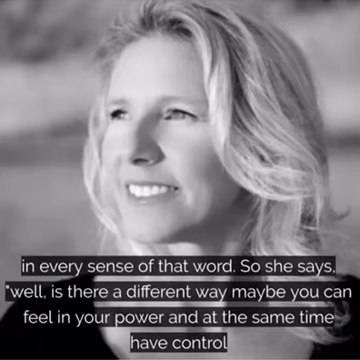 in every sense of that word. So she says,
"well, is there a different way maybe you can
feel in your power and at the same time
have control